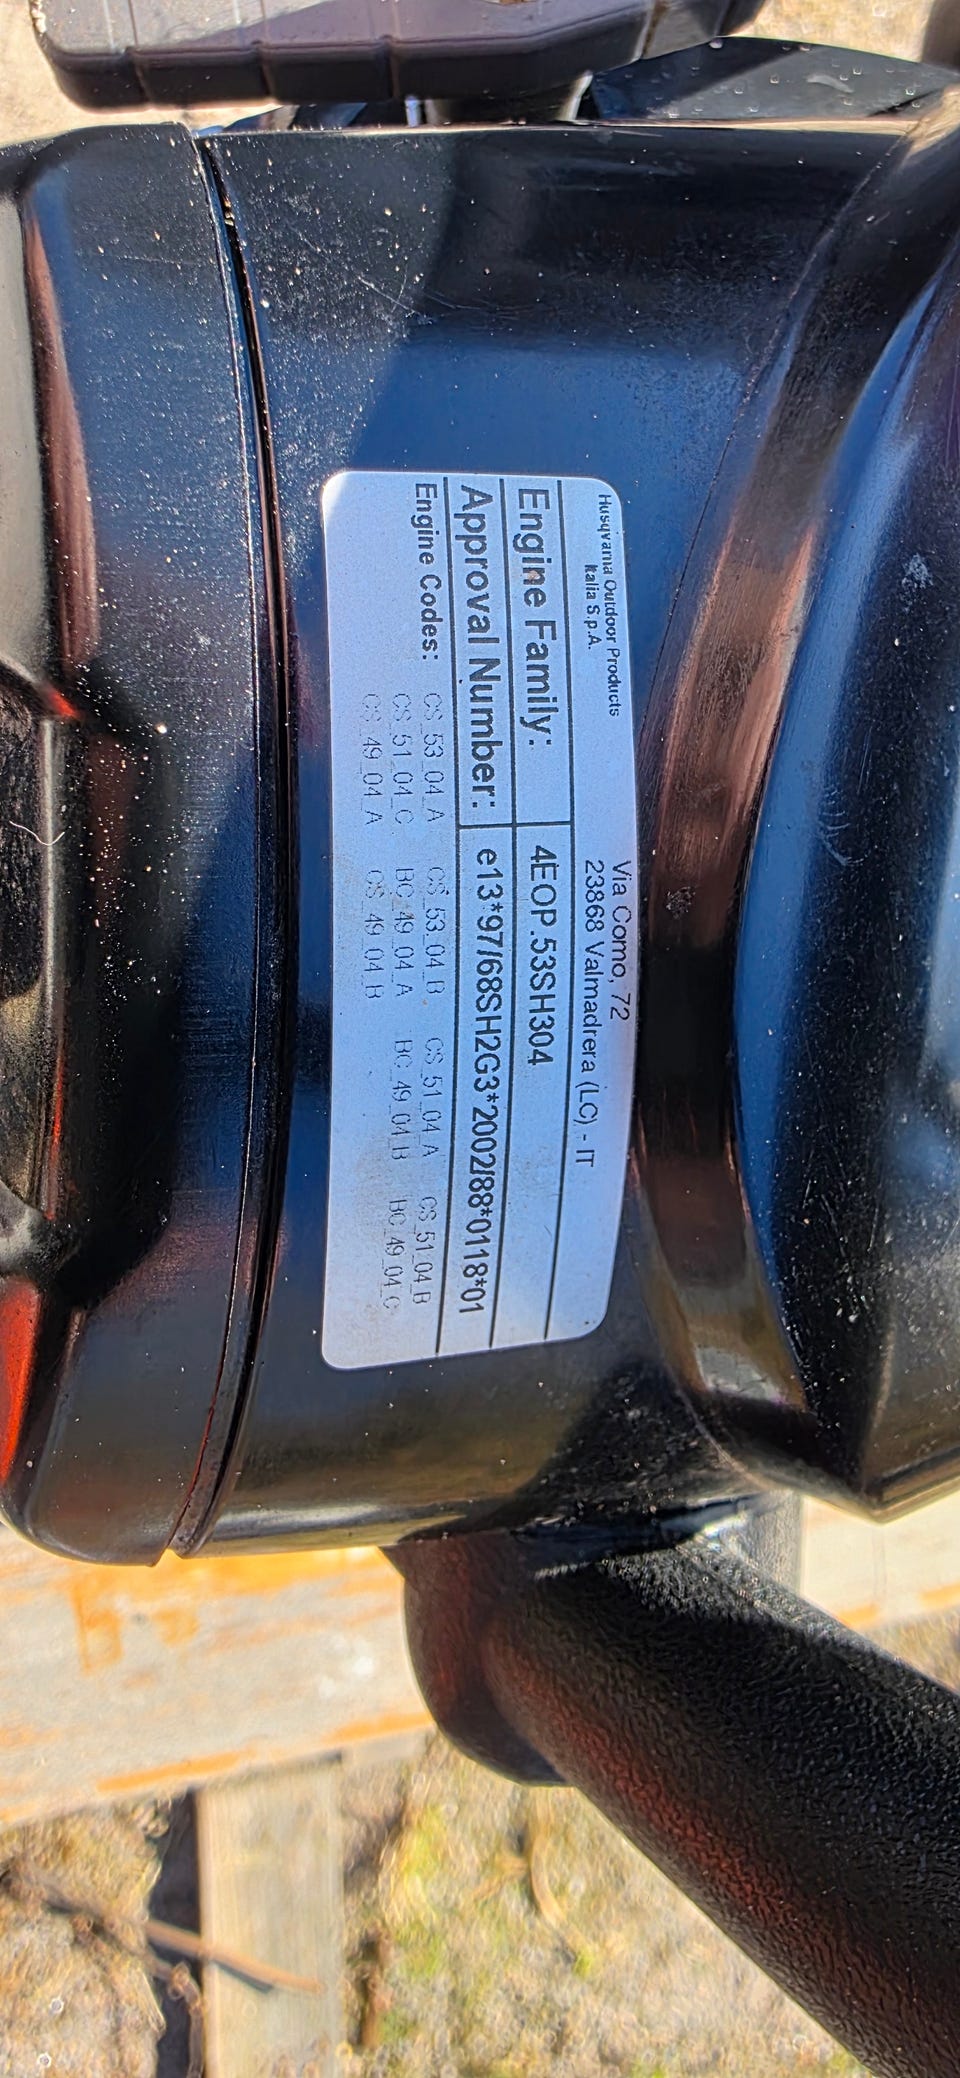 Husqvarna Outdoor Products
Italia S.p.A.
Via Como, 72
23868 Valmadrera (LC) - IT
Engine Family: 4EOP.53SH304
Approval Number: e13*97/68SH2G3*2002/88*0118*01
Engine Codes: CS_53_04_A CS_53_04_B CS_51_04_A CS_51_04_B
CS_51_04_C BC_49_04_A BC_49_04_B BC_49_04_C
CS_49_04_A CS_49_04_B